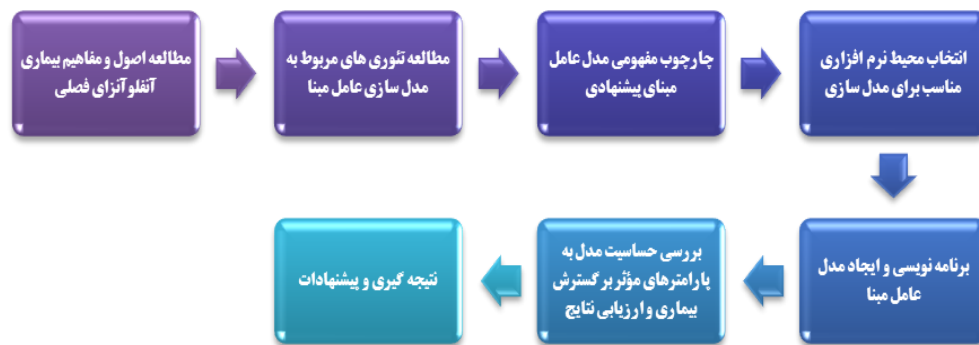 مطالعه اصول و مفاهیم بیماری
آنفلوآنزای فصلی
مطالعه تئوری های مربوط به
مدل سازی عامل مبنا
چارچوب مفهومی مدل عامل
مبنای پیشنهادی
انتخاب محیط نرم افزاری
مناسب برای مدل سازی
برنامه نویسی و ایجاد مدل
عامل مبنا
بررسی حساسیت مدل به
پارامترهای مؤثر بر گسترش
بیماری و ارزیابی نتایج
نتیجه گیری و پیشنهادات